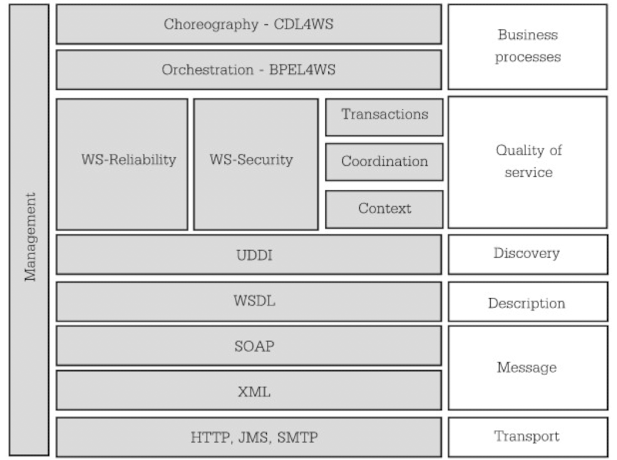 Management
Choreography - CDL4WS
Orchestration - BPEL4WS
Business
processes
WS-Reliability
WS-Security
Transactions
Coordination
Context
Quality of
service
UDDI
Discovery
WSDL
Description
SOAP
XML
Message
HTTP, JMS, SMTP
Transport